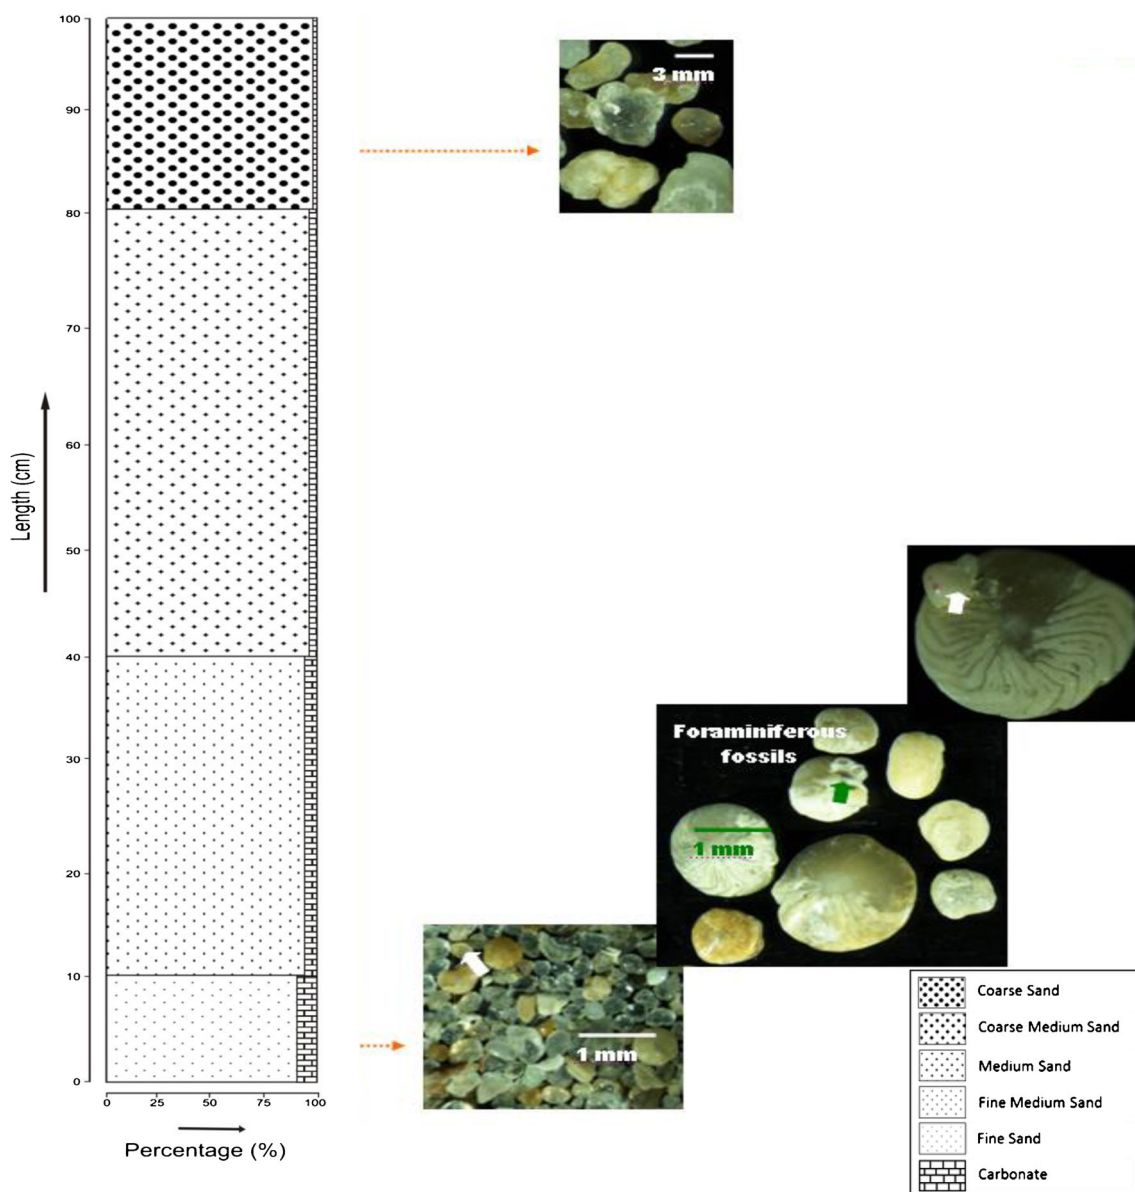 100
90
80
70
60
50
40
30
20
10
0
Length (cm)
0 25 50 75 100
Percentage (%)
3 mm
Foraminiferous
fossils
1 mm
1 mm
Coarse Sand
Coarse Medium Sand
Medium Sand
Fine Medium Sand
Fine Sand
Carbonate